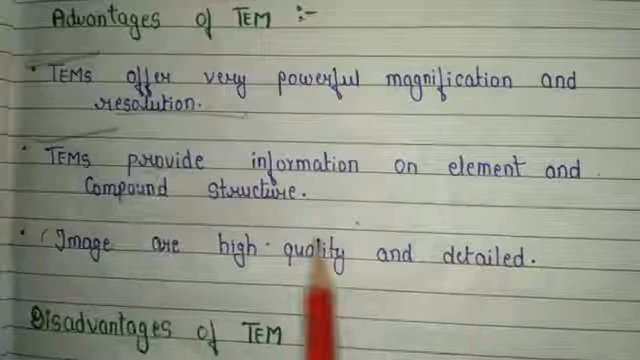 Advantages of TEM :-
• TEMs offer very powerful magnification and
resolution.
• TEMs provide information on element and
Compound structure.
• (Image are high-quality and detailed.
Disadvantages of TEM